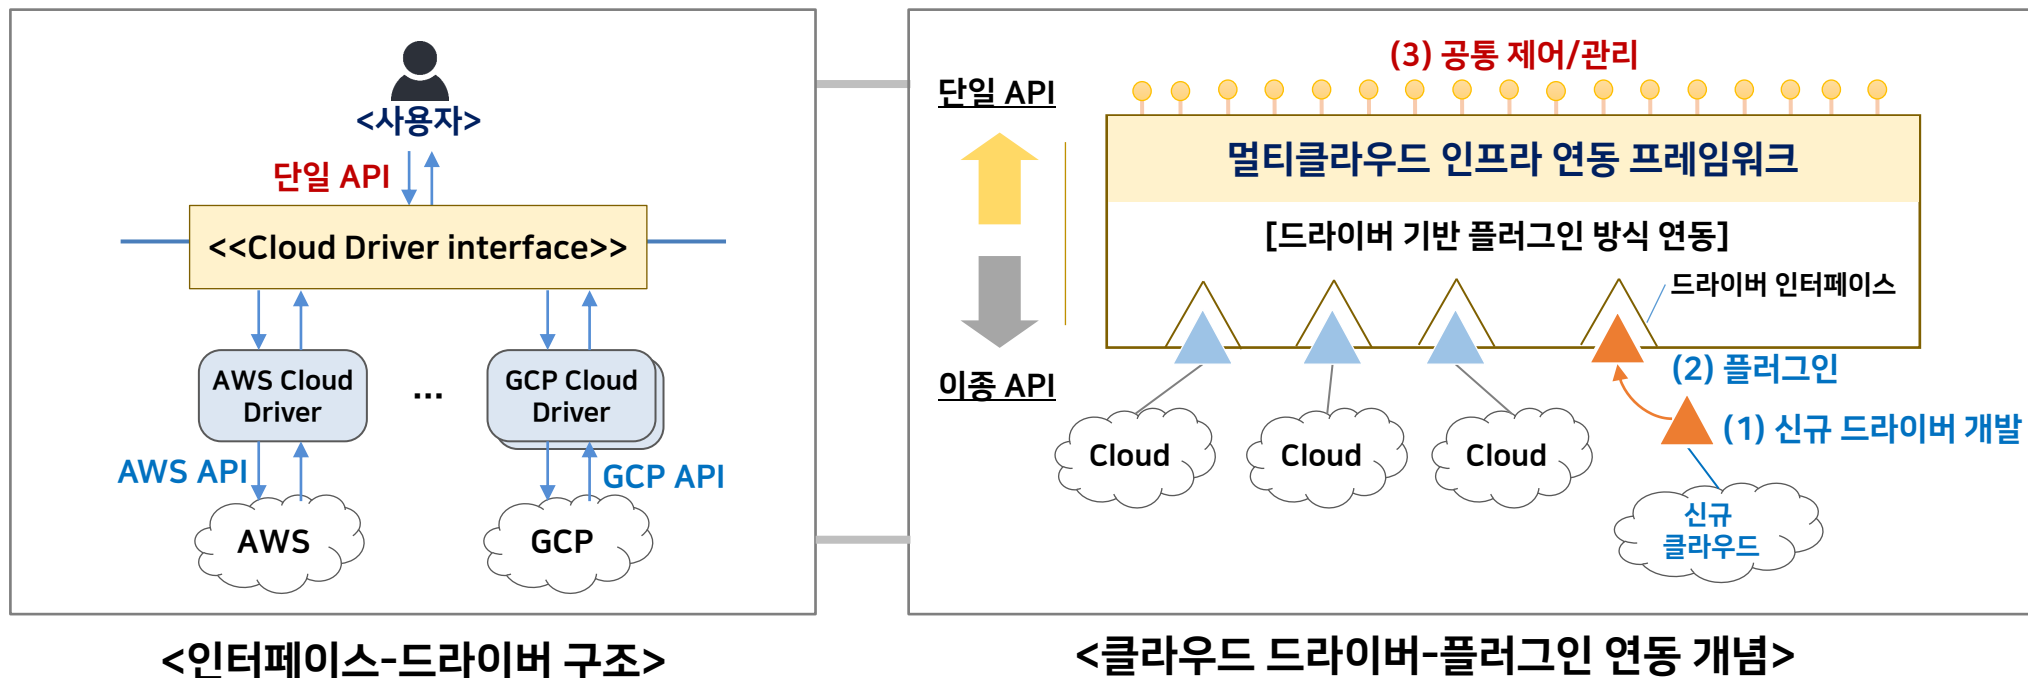 <사용자>
단일 API
<<Cloud Driver interface>>
AWS Cloud
Driver
...
GCP Cloud
Driver
AWS API
GCP API
AWS
GCP
<인터페이스-드라이버 구조>
(3) 공통 제어/관리
단일 API
멀티클라우드 인프라 연동 프레임워크
[드라이버 기반 플러그인 방식 연동]
드라이버 인터페이스
이종 API
(2) 플러그인
(1) 신규 드라이버 개발
Cloud
Cloud
Cloud
신규
클라우드
<클라우드 드라이버-플러그인 연동 개념>